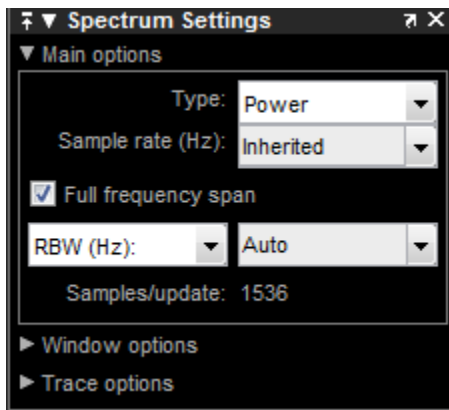 Spectrum Settings
Main options
Type: Power
Sample rate (Hz): Inherited
Full frequency span
RBW (Hz): Auto
Samples/update: 1536
Window options
Trace options